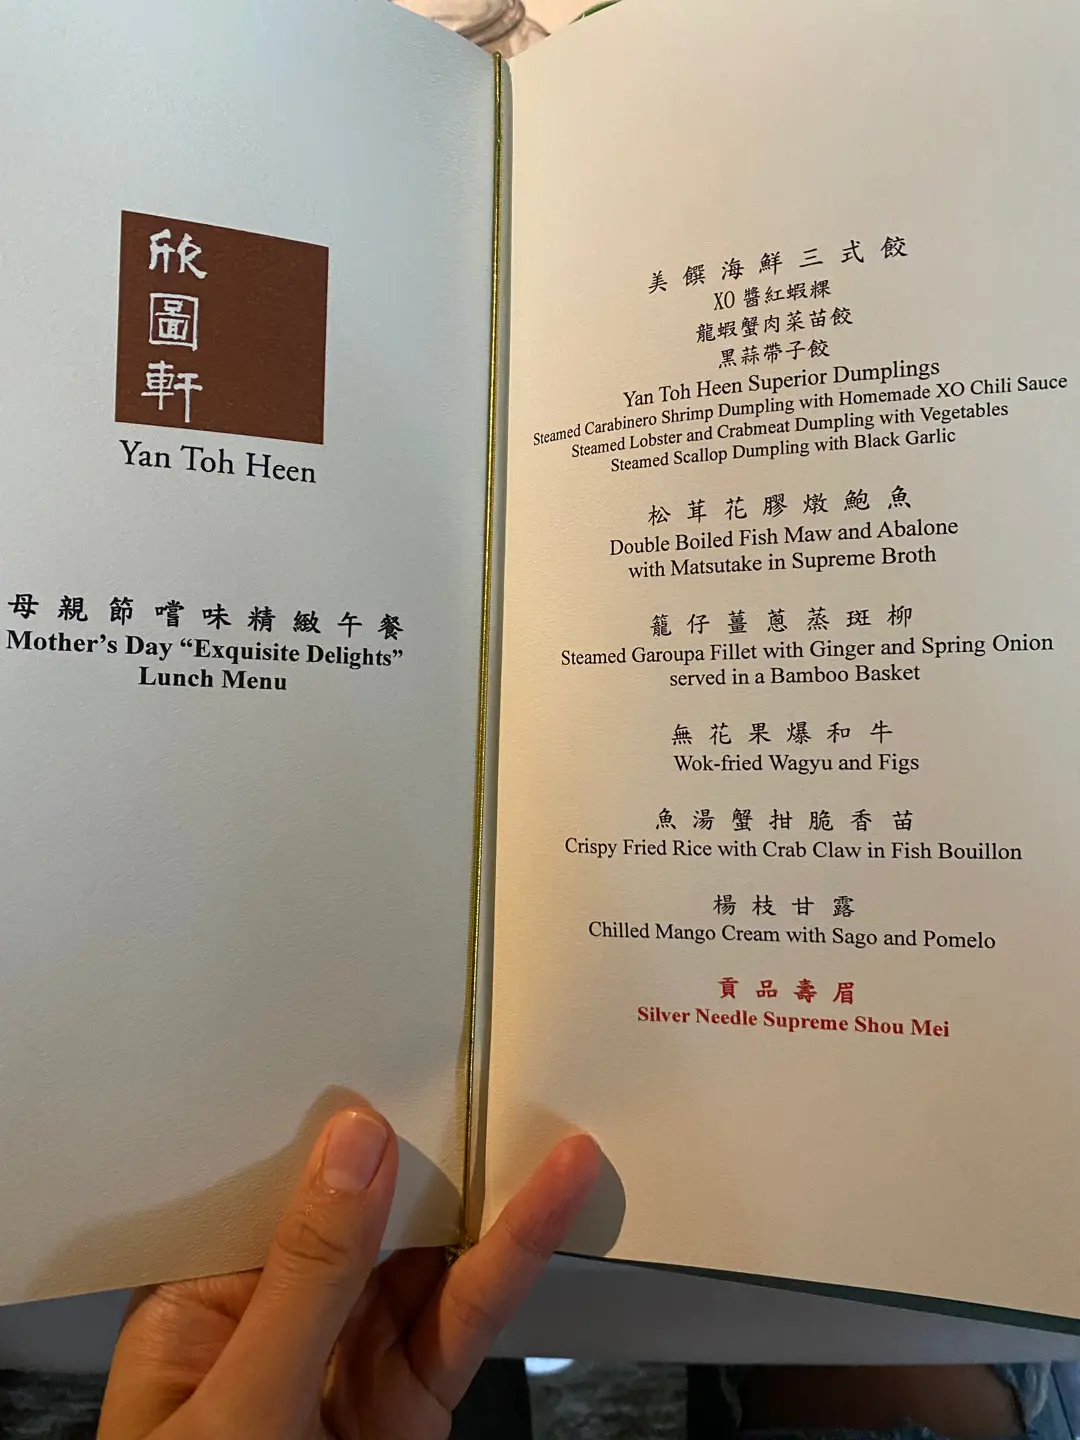 欣
圖
軒
Yan Toh Heen
母親節嚐味精緻午餐
Mother's Day “Exquisite Delights”
Lunch Menu
美饌海鮮三式餃
XO 醬紅蝦粿
龍蝦蟹肉菜苗餃
黑蒜帶子餃
Yan Toh Heen Superior Dumplings
Steamed Carabinero Shrimp Dumpling with Homemade XO Chili Sauce
Steamed Lobster and Crabmeat Dumpling with Vegetables
Steamed Scallop Dumpling with Black Garlic
松茸花膠燉鮑魚
Double Boiled Fish Maw and Abalone
with Matsutake in Supreme Broth
籠仔薑蔥蒸斑柳
Steamed Garoupa Fillet with Ginger and Spring Onion
served in a Bamboo Basket
無花果爆和牛
Wok-fried Wagyu and Figs
魚湯蟹拑脆香苗
Crispy Fried Rice with Crab Claw in Fish Bouillon
楊枝甘露
Chilled Mango Cream with Sago and Pomelo
貢品壽眉
Silver Needle Supreme Shou Mei